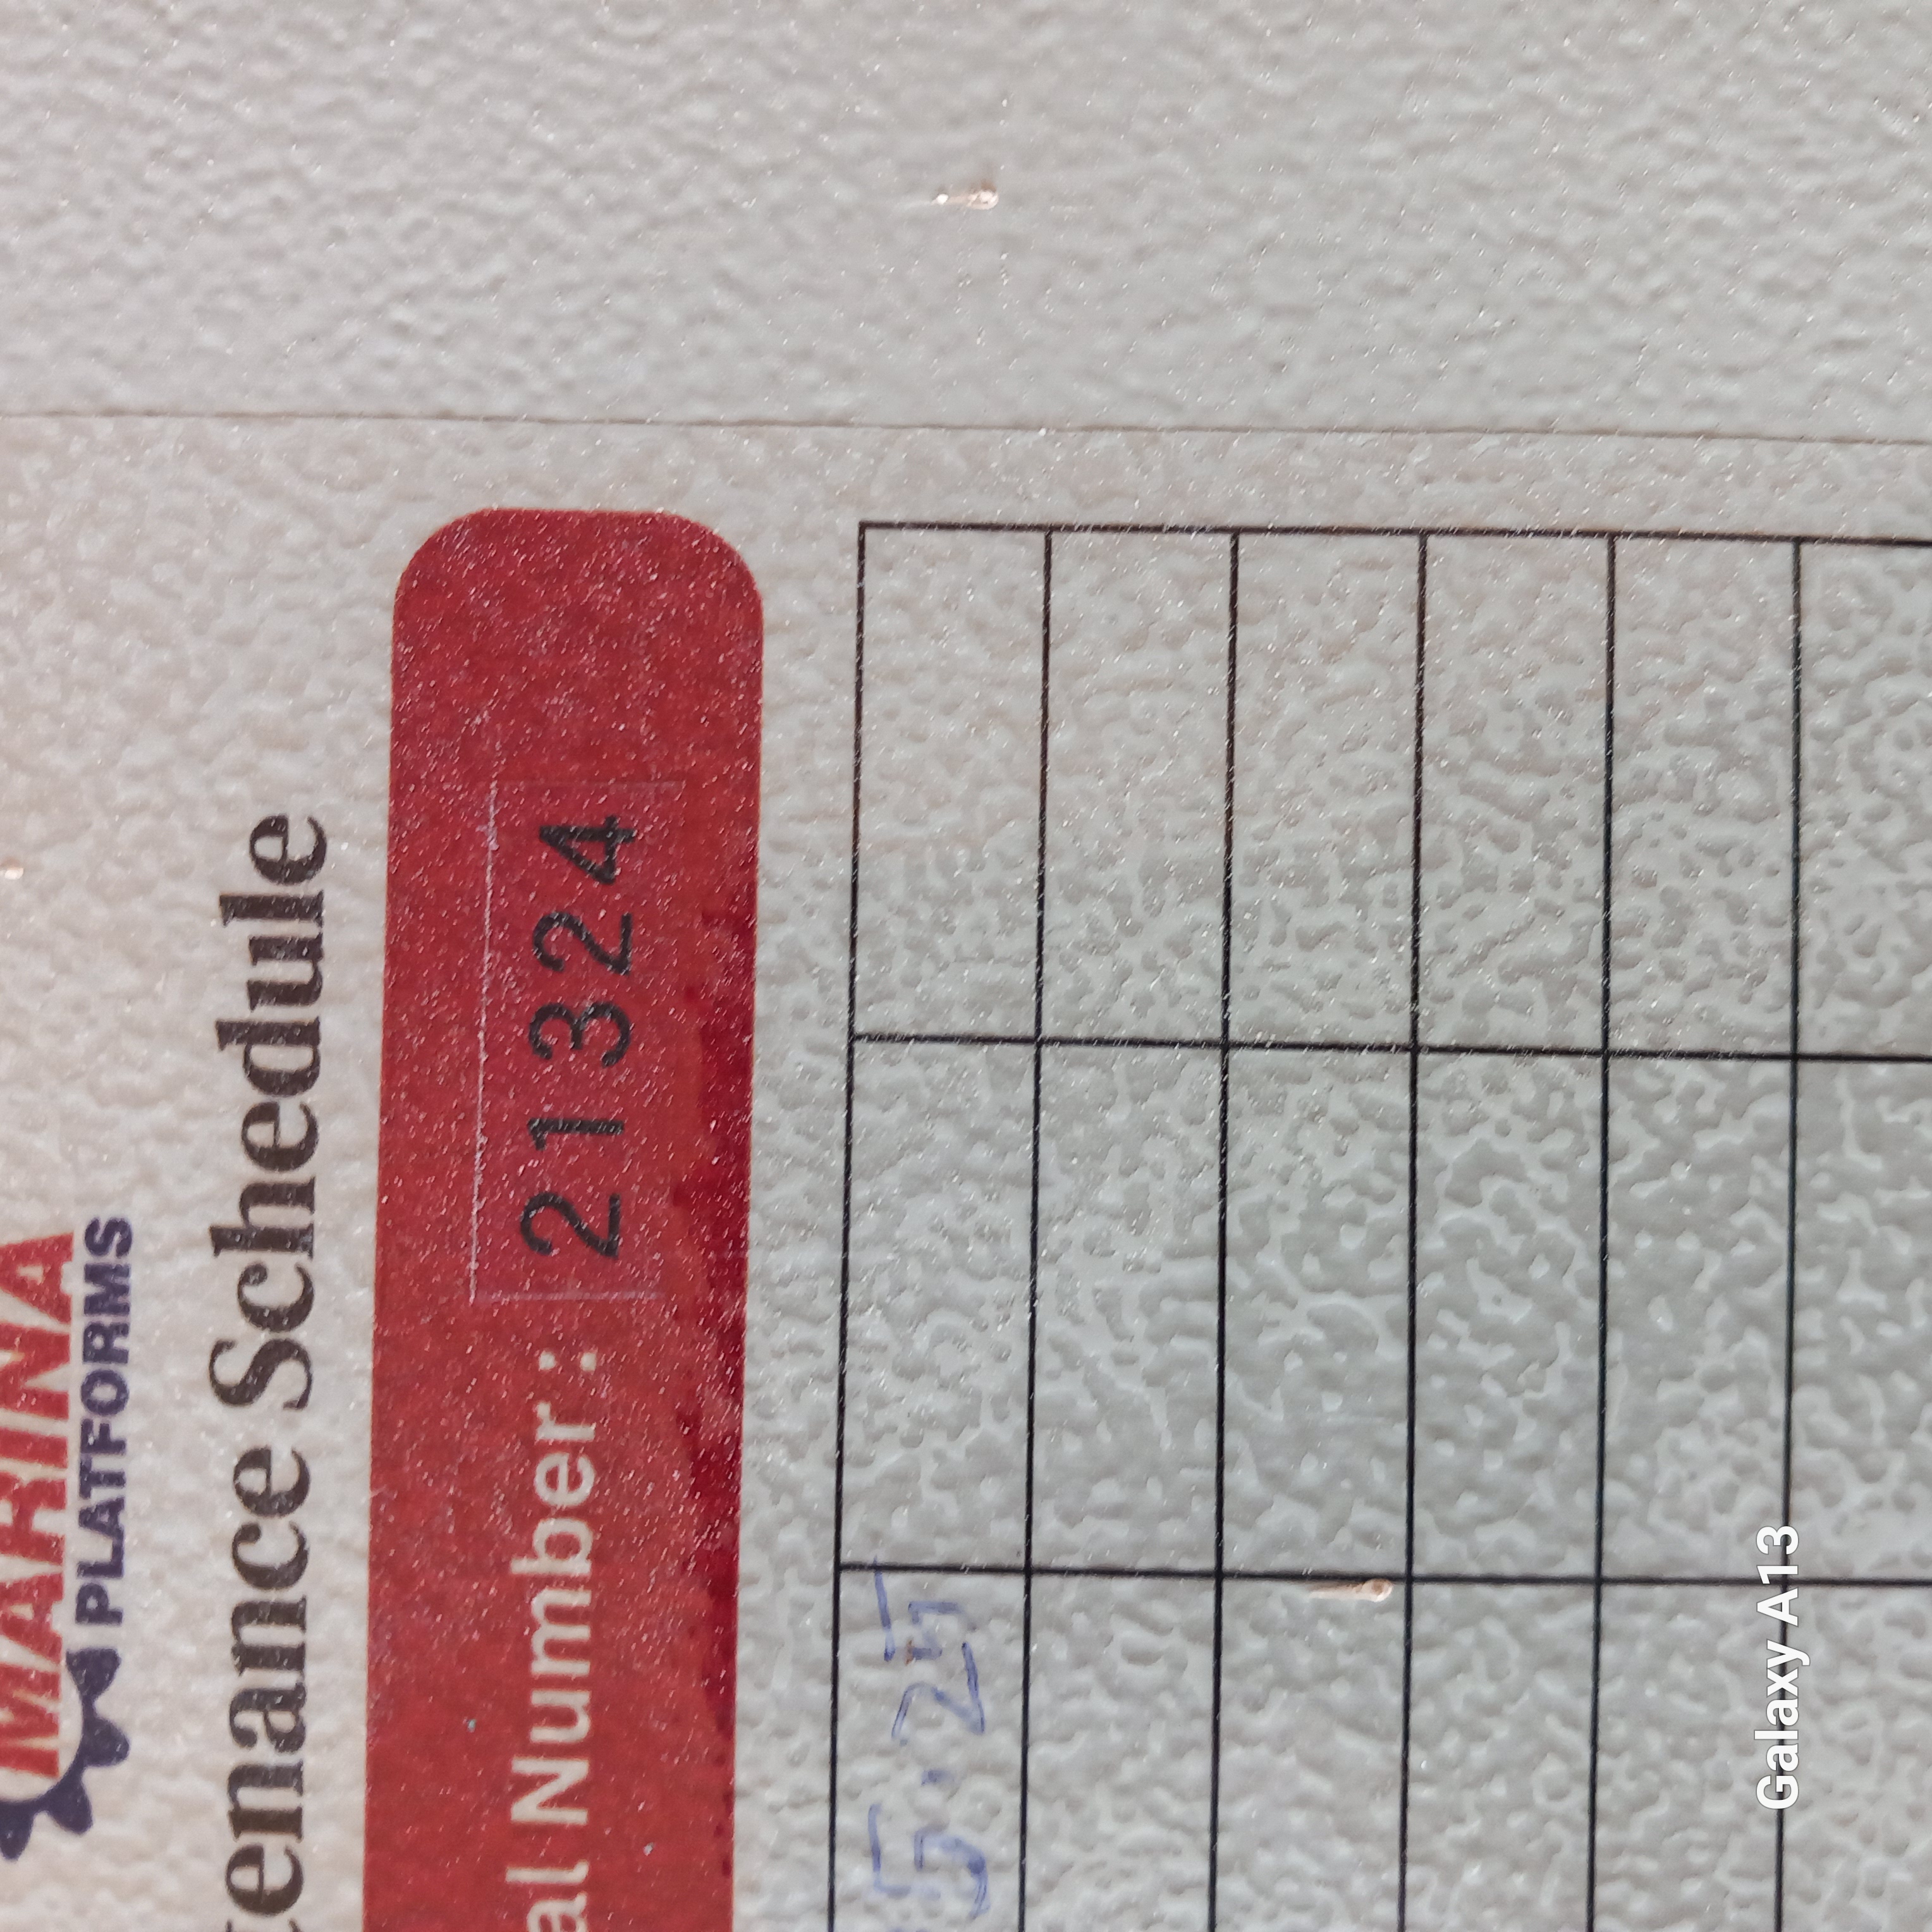 MARINA
PLATFORMS
tenance Schedule
al Number : 21324
5.25
Galaxy A13